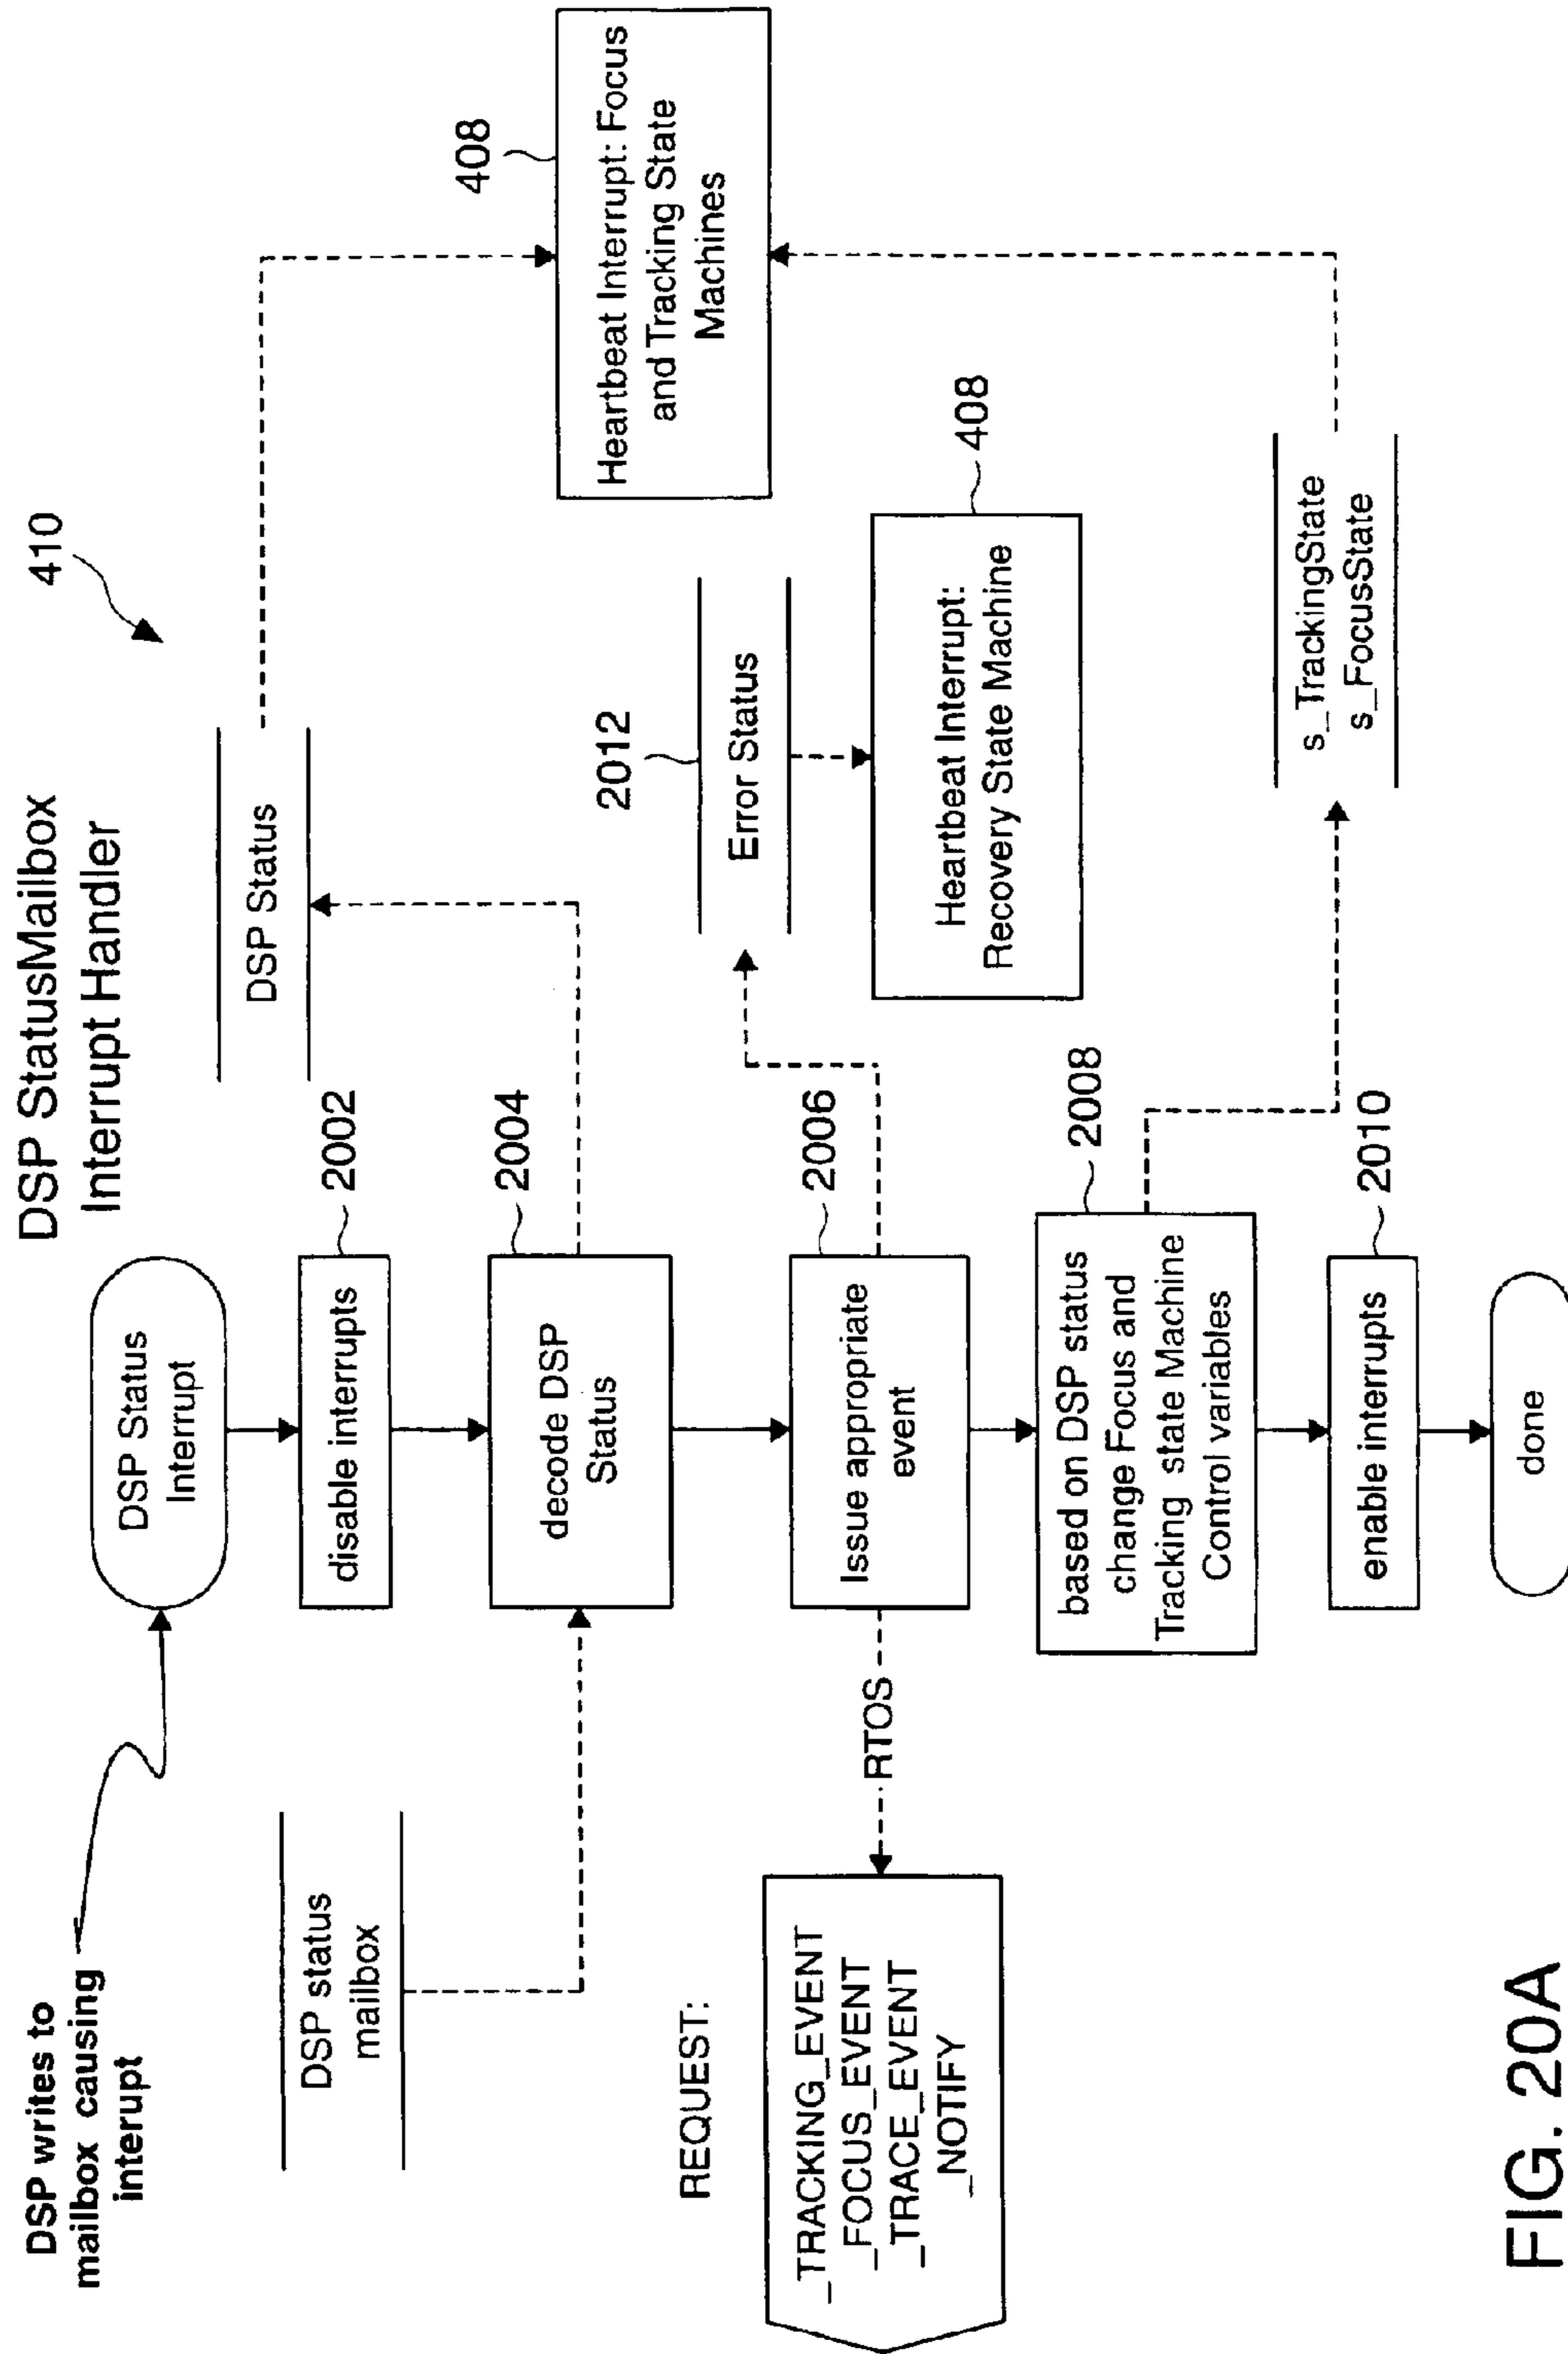 DSP StatusMailbox
Interrupt Handler
410
DSP writes to
mailbox causing
interupt
DSP Status
Interrupt
DSP Status
2002
disable interrupts
DSP status
mailbox
2004
decode DSP
Status
408
Heartbeat Interrupt: Focus
and Tracking State
Machines
2012
Error Status
REQUEST:
_TRACKING_EVENT
_FOCUS_EVENT
_TRACE_EVENT
_NOTIFY
RTOS
2006
Issue appropriate
event
408
Heartbeat Interrupt:
Recovery State Machine
2008
based on DSP status
change Focus and
Tracking state Machine
Control variables
s_TrackingState
s_FocusState
2010
enable interrupts
done
FIG. 20A